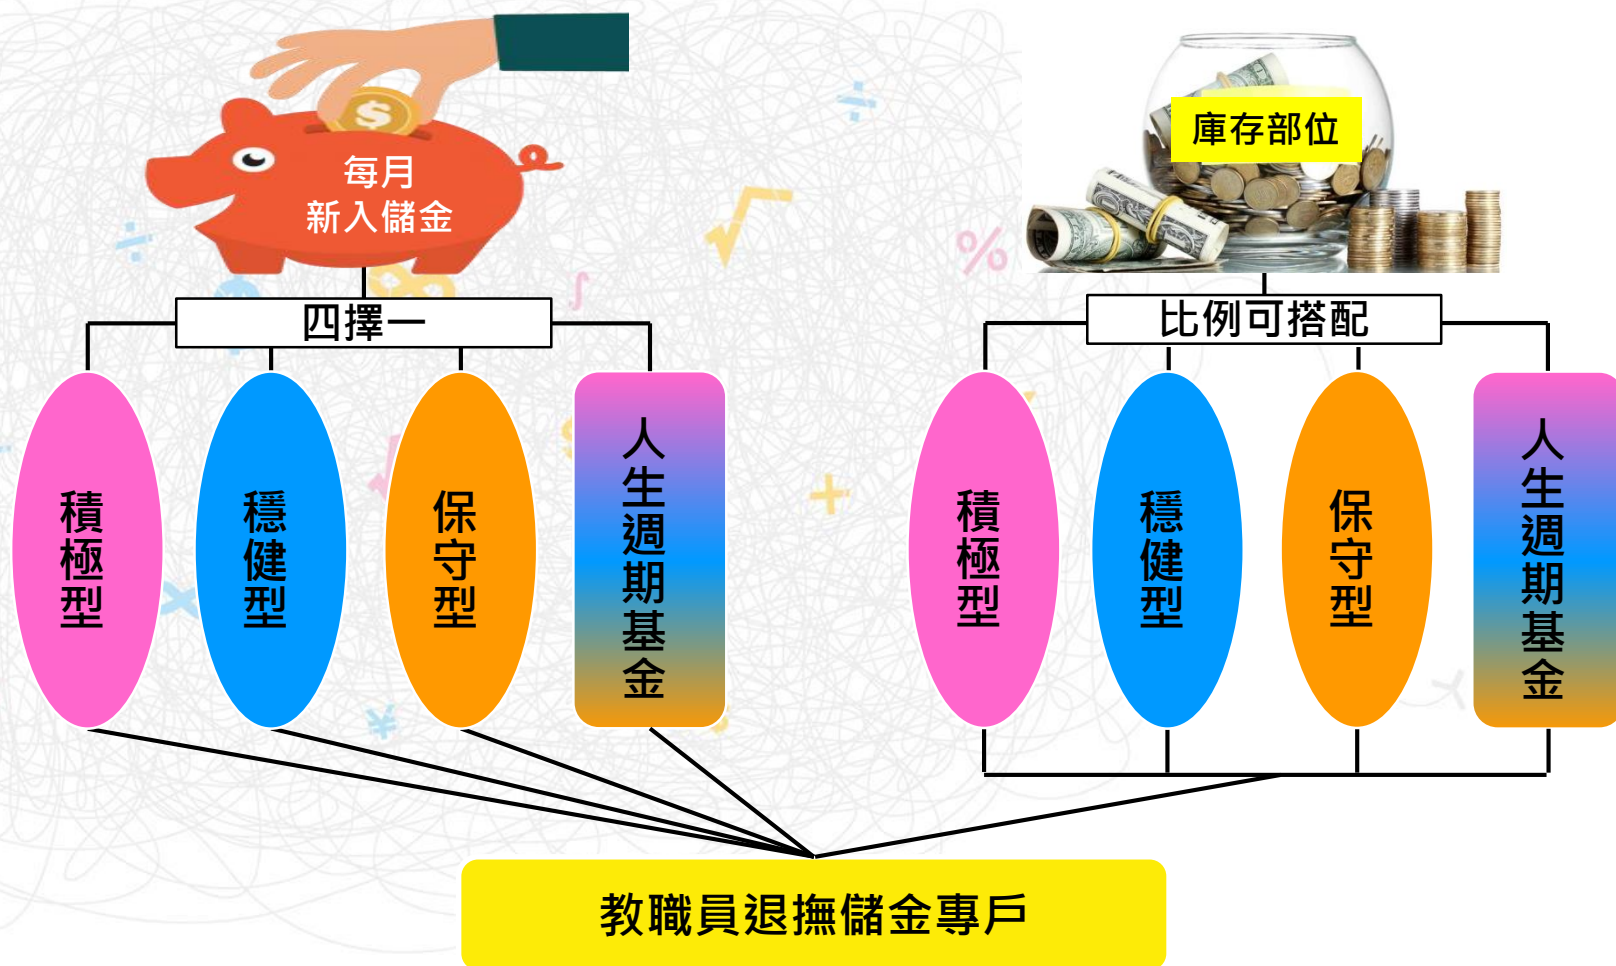 每月
新入儲金
四擇一
積極型
穩健型
保守型
人生週期基金
庫存部位
比例可搭配
積極型
穩健型
保守型
人生週期基金
教職員退撫儲金專戶